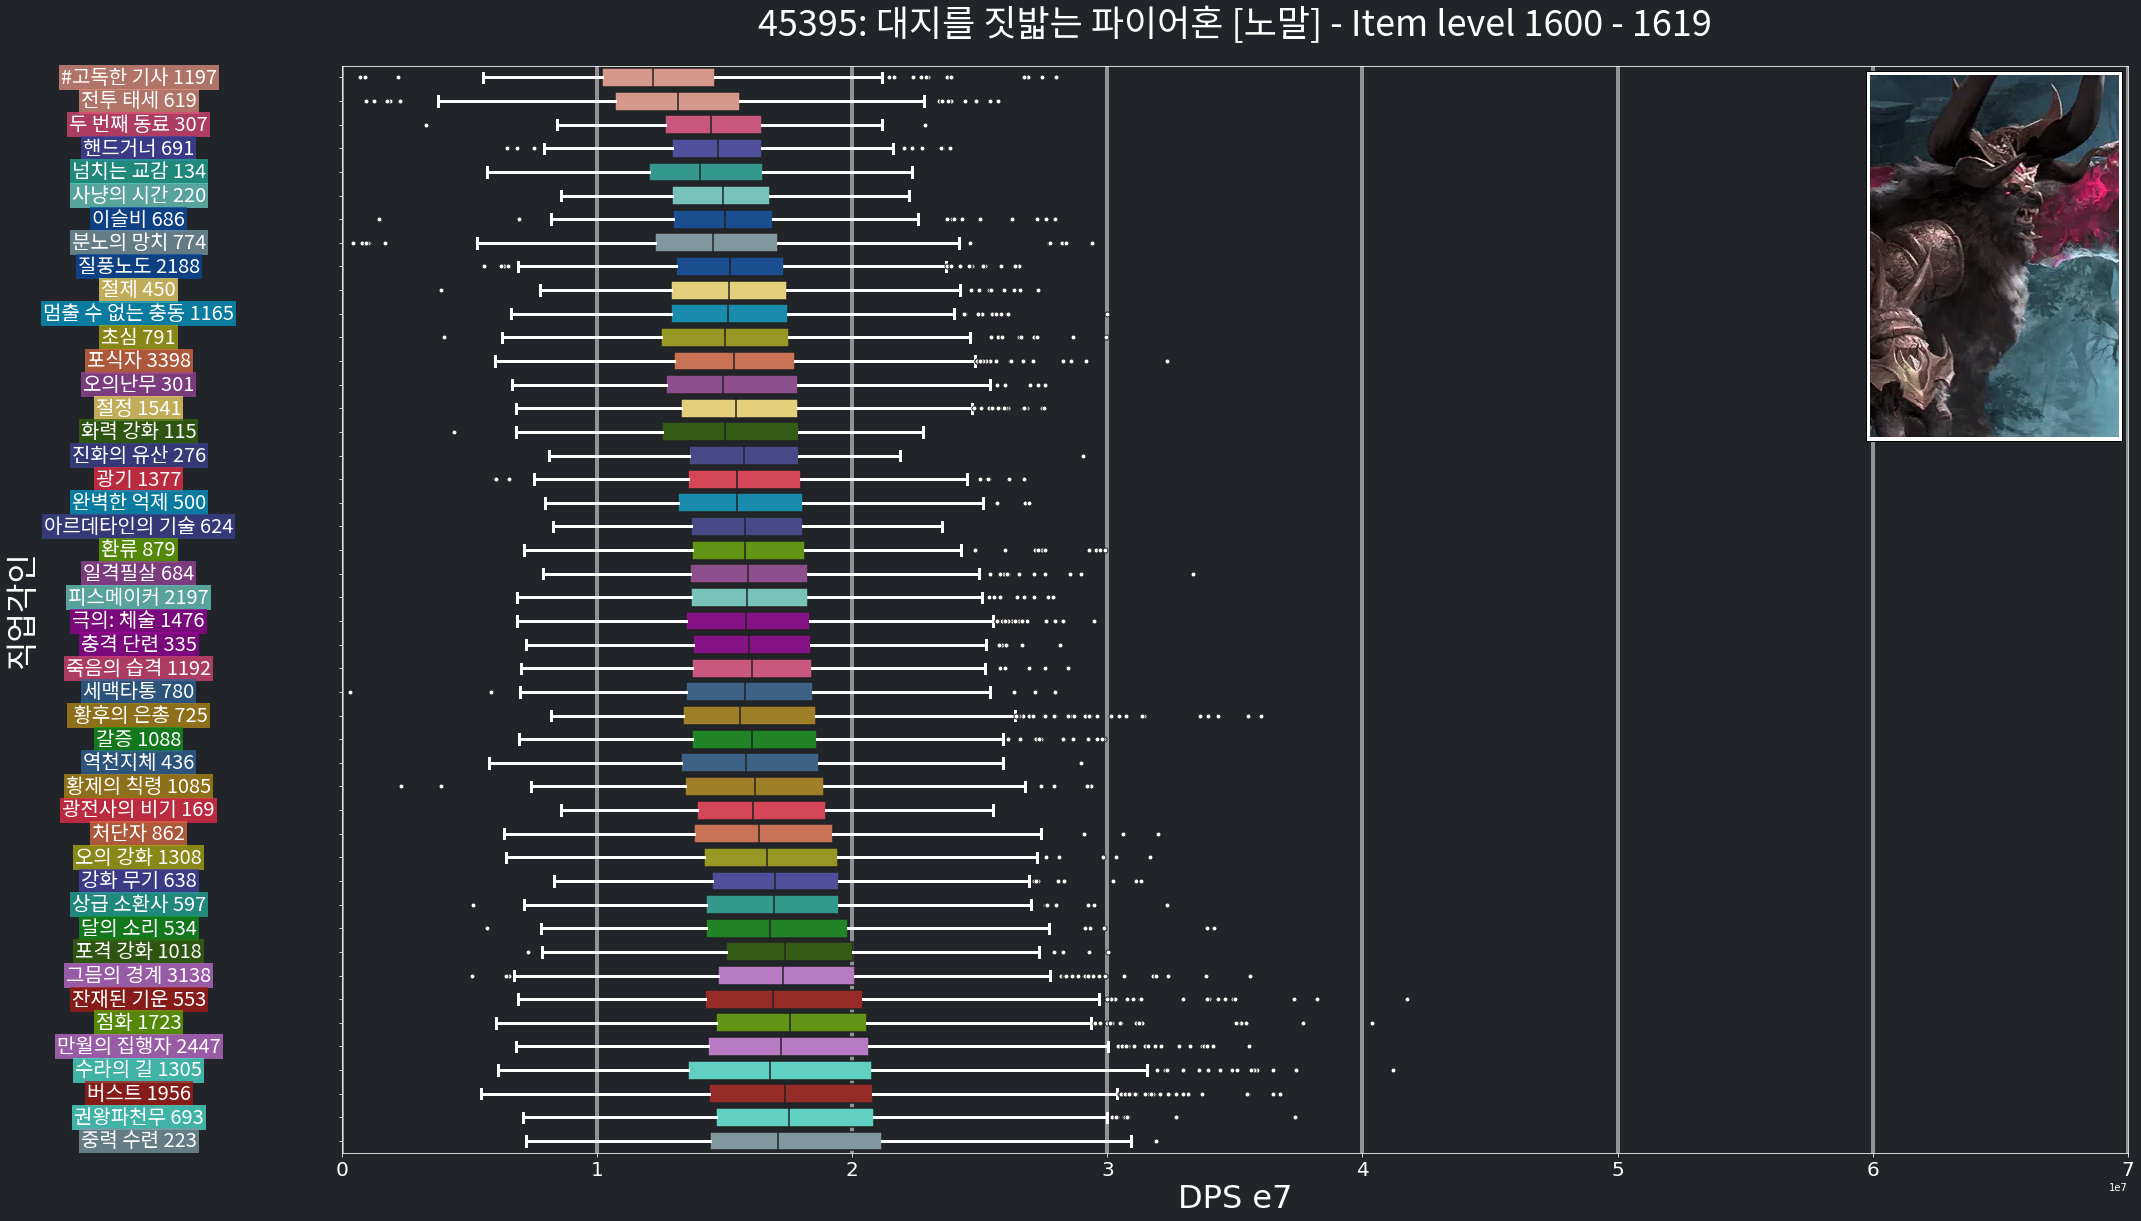 45395: 대지를 짓밟는 파이어혼 [노말] - Item level 1600 - 1619
#고독한 기사 1197
전투 태세 619
두 번째 동료 307
핸드거너 691
넘치는 교감 134
사냥의 시간 220
이슬비 686
분노의 망치 774
질풍노도 2188
절제 450
멈출 수 없는 충동 1165
초심 791
포식자 3398
오의난무 301
절정 1541
화력 강화 115
진화의 유산 276
광기 1377
완벽한 억제 500
아르데타인의 기술 624
환류 879
일격필살 684
피스메이커 2197
극의: 체술 1476
충격 단련 335
죽음의 습격 1192
세맥타통 780
황후의 은총 725
갈증 1088
역천지체 436
황제의 칙령 1085
광전사의 비기 169
처단자 862
오의 강화 1308
강화 무기 638
상급 소환사 597
달의 소리 534
포격 강화 1018
그믐의 경계 3138
잔재된 기운 553
점화 1723
만월의 집행자 2447
수라의 길 1305
버스트 1956
권왕파천무 693
중력 수련 223
직업각인
0 1 2 3 4 5 6 7
DPS e7
1e7